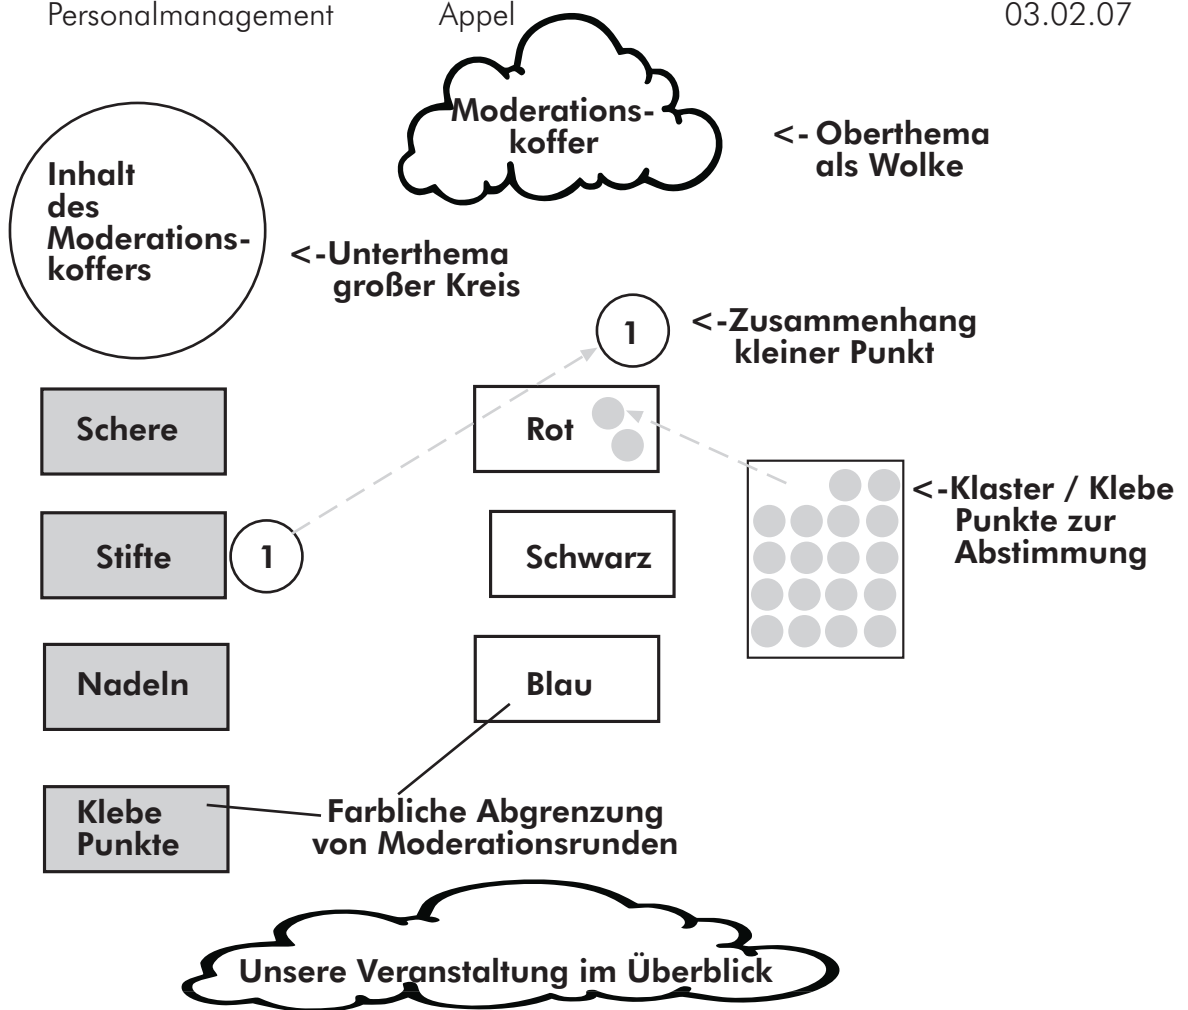 Personalmanagement Appel 03.02.07
Moderations-
koffer
<- Oberthema
als Wolke
Inhalt
des
Moderations-
koffers
<-Unterthema
großer Kreis
1
<-Zusammenhang
kleiner Punkt
Schere
Rot
<-Klaster / Klebe
Punkte zur
Abstimmung
Stifte
1
Schwarz
Nadeln
Blau
Klebe
Punkte
Farbliche Abgrenzung
von Moderationsrunden
Unsere Veranstaltung im Überblick